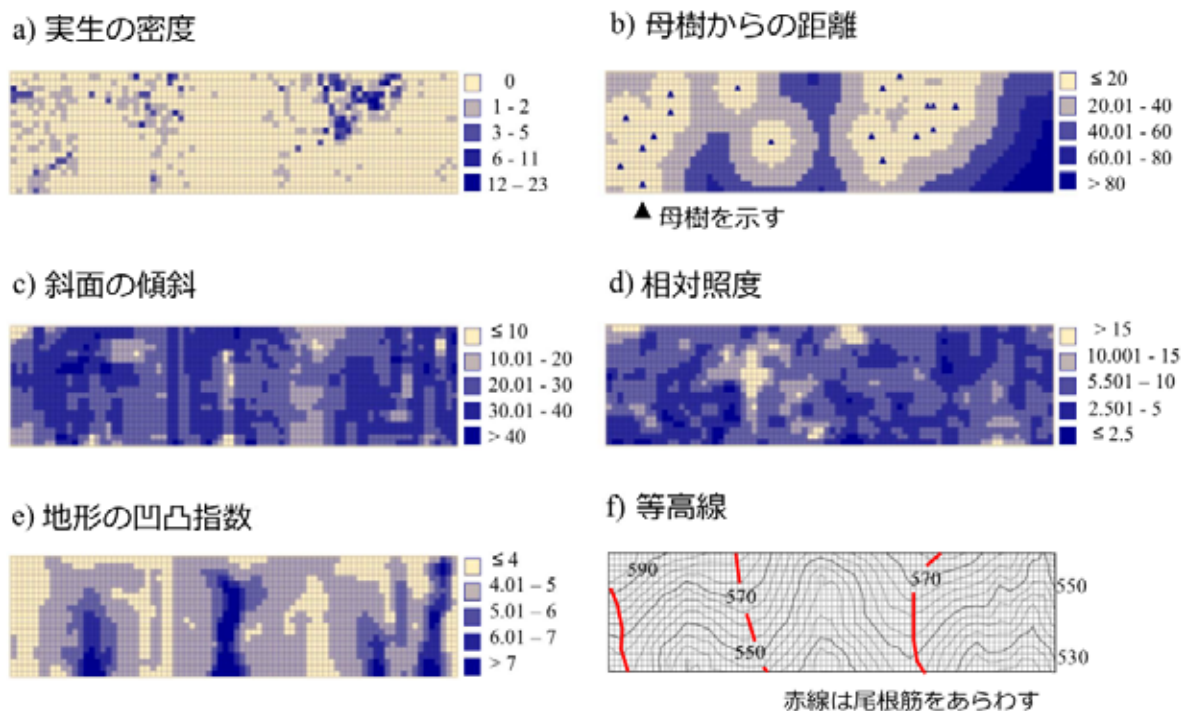 a) 実生の密度
0
1 - 2
3 - 5
6 - 11
12 – 23
b) 母樹からの距離
≤ 20
20.01 - 40
40.01 - 60
60.01 - 80
> 80
▲ 母樹を示す
c) 斜面の傾斜
≤ 10
10.01 - 20
20.01 - 30
30.01 - 40
> 40
d) 相対照度
> 15
10.001 - 15
5.501 – 10
2.501 - 5
≤ 2.5
e) 地形の凹凸指数
≤ 4
4.01 – 5
5.01 – 6
6.01 – 7
> 7
f) 等高線
590
570
570
550
550
530
赤線は尾根筋をあらわす